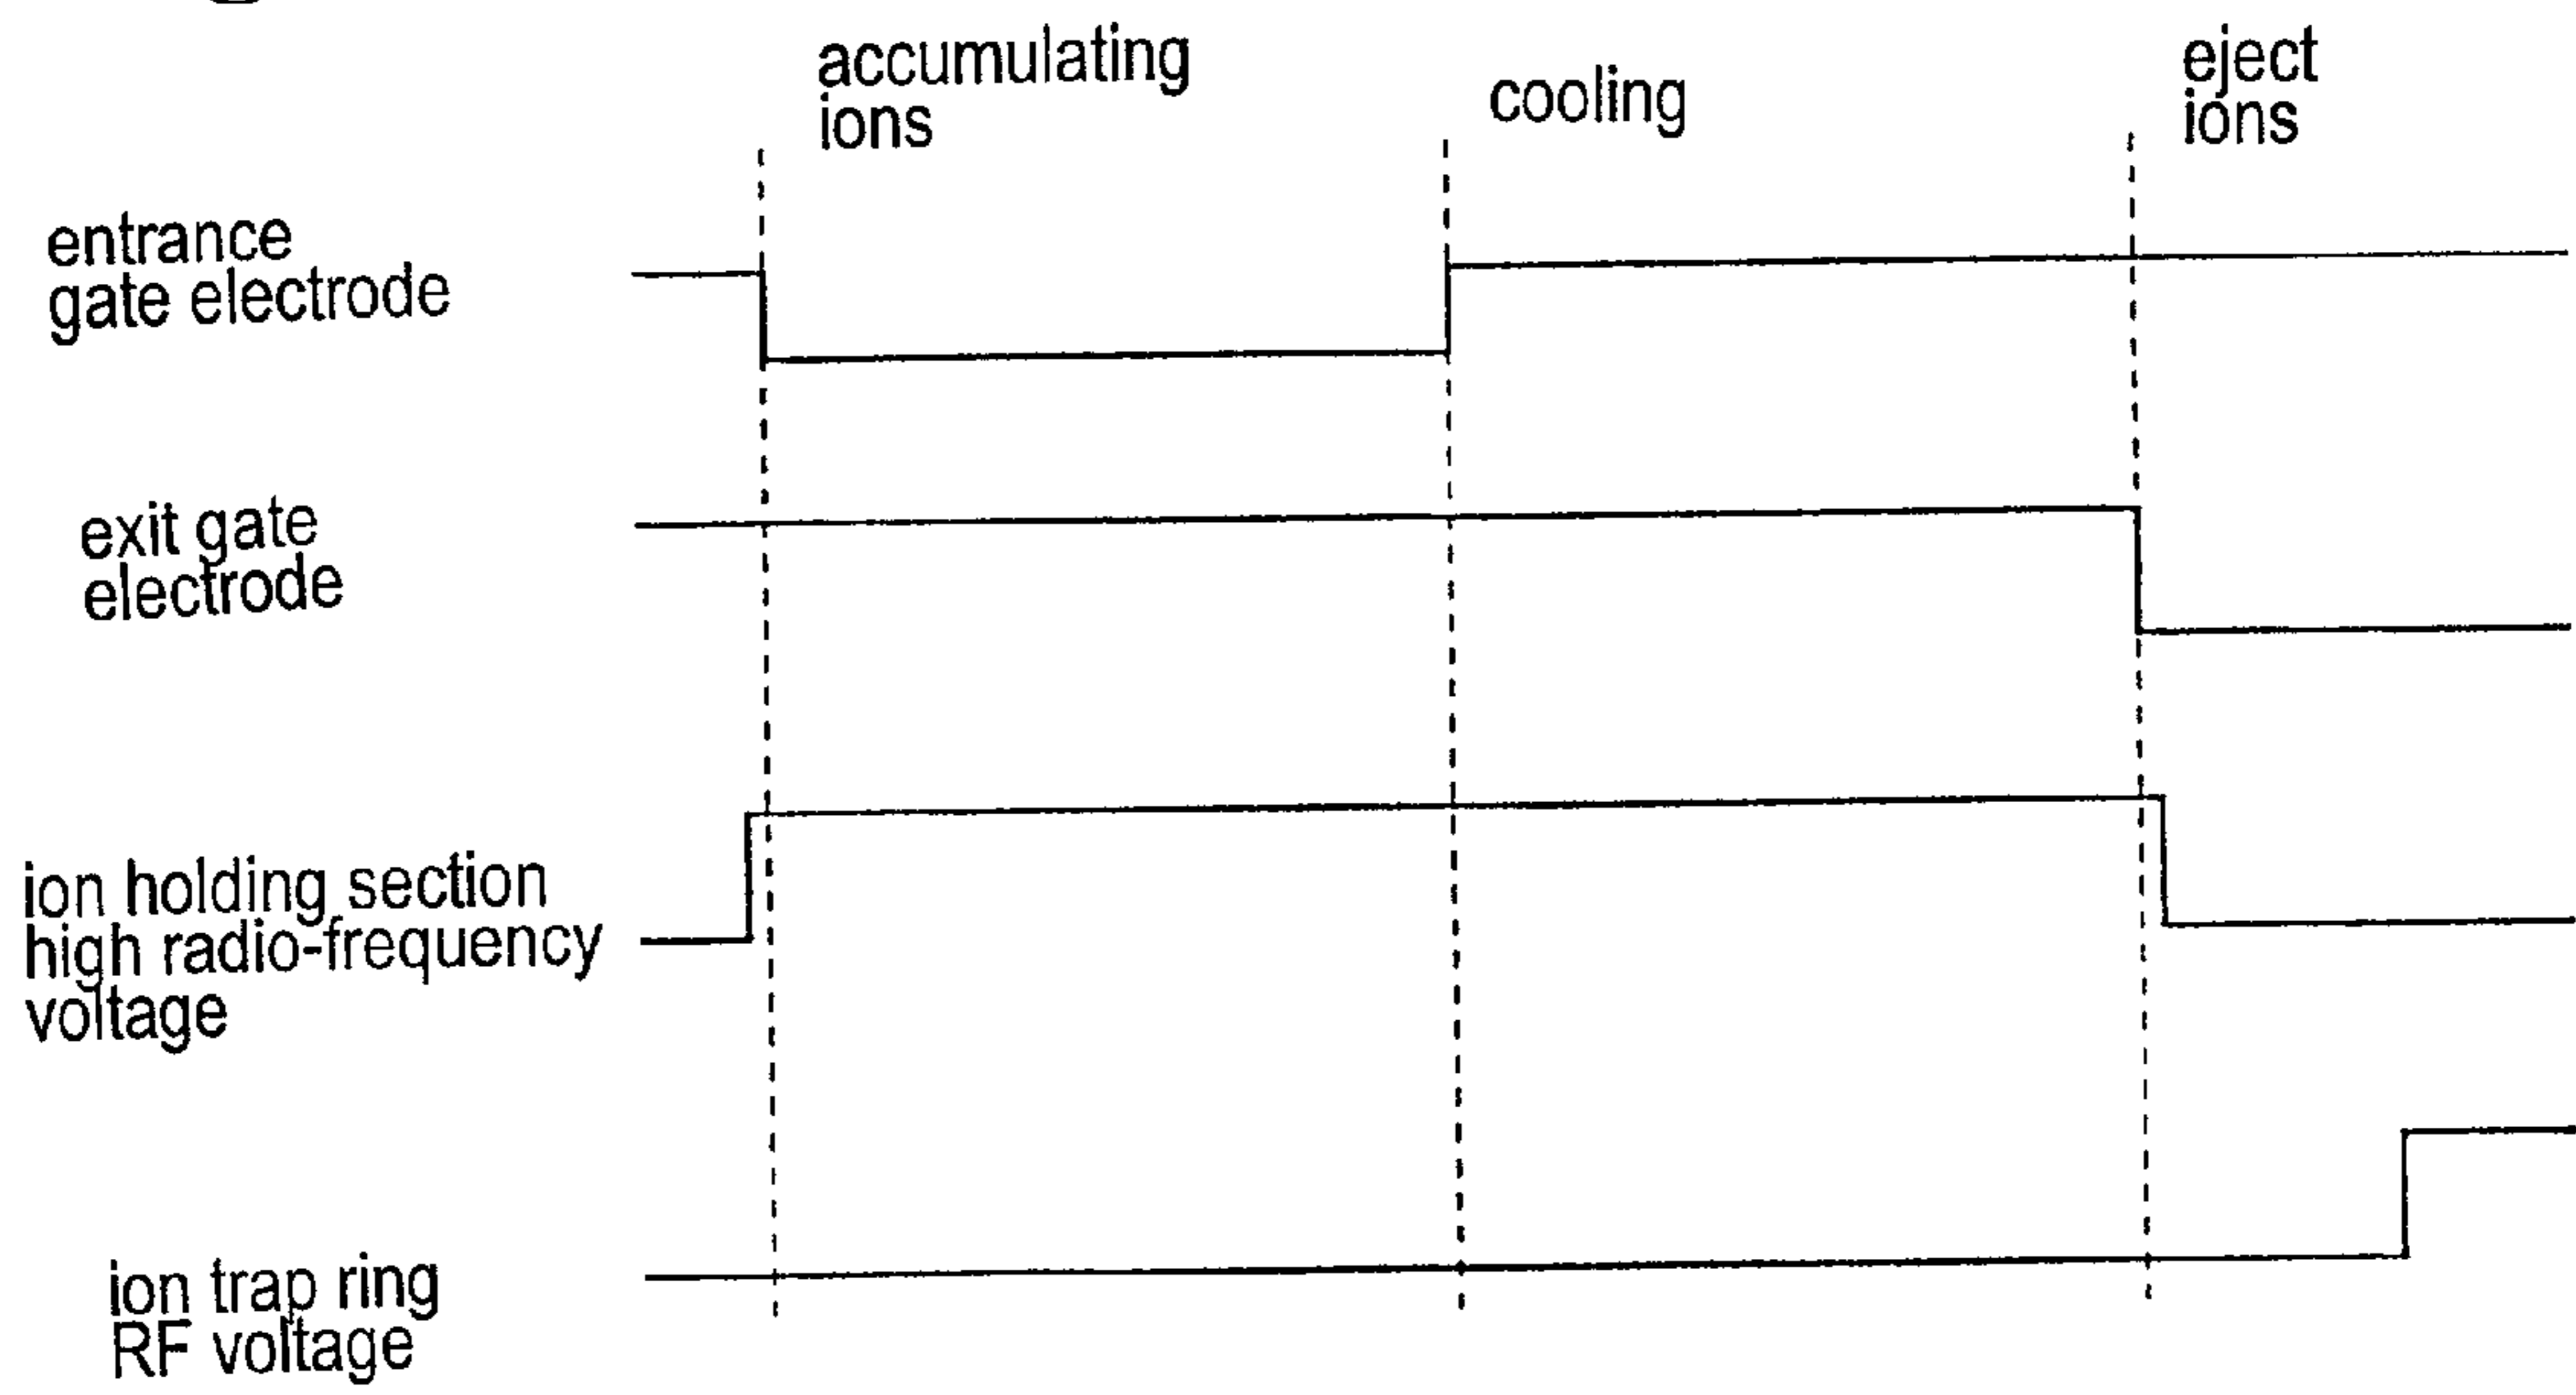 accumulating
ions
cooling
eject
ions
entrance
gate electrode
exit gate
electrode
ion holding section
high radio-frequency
voltage
ion trap ring
RF voltage